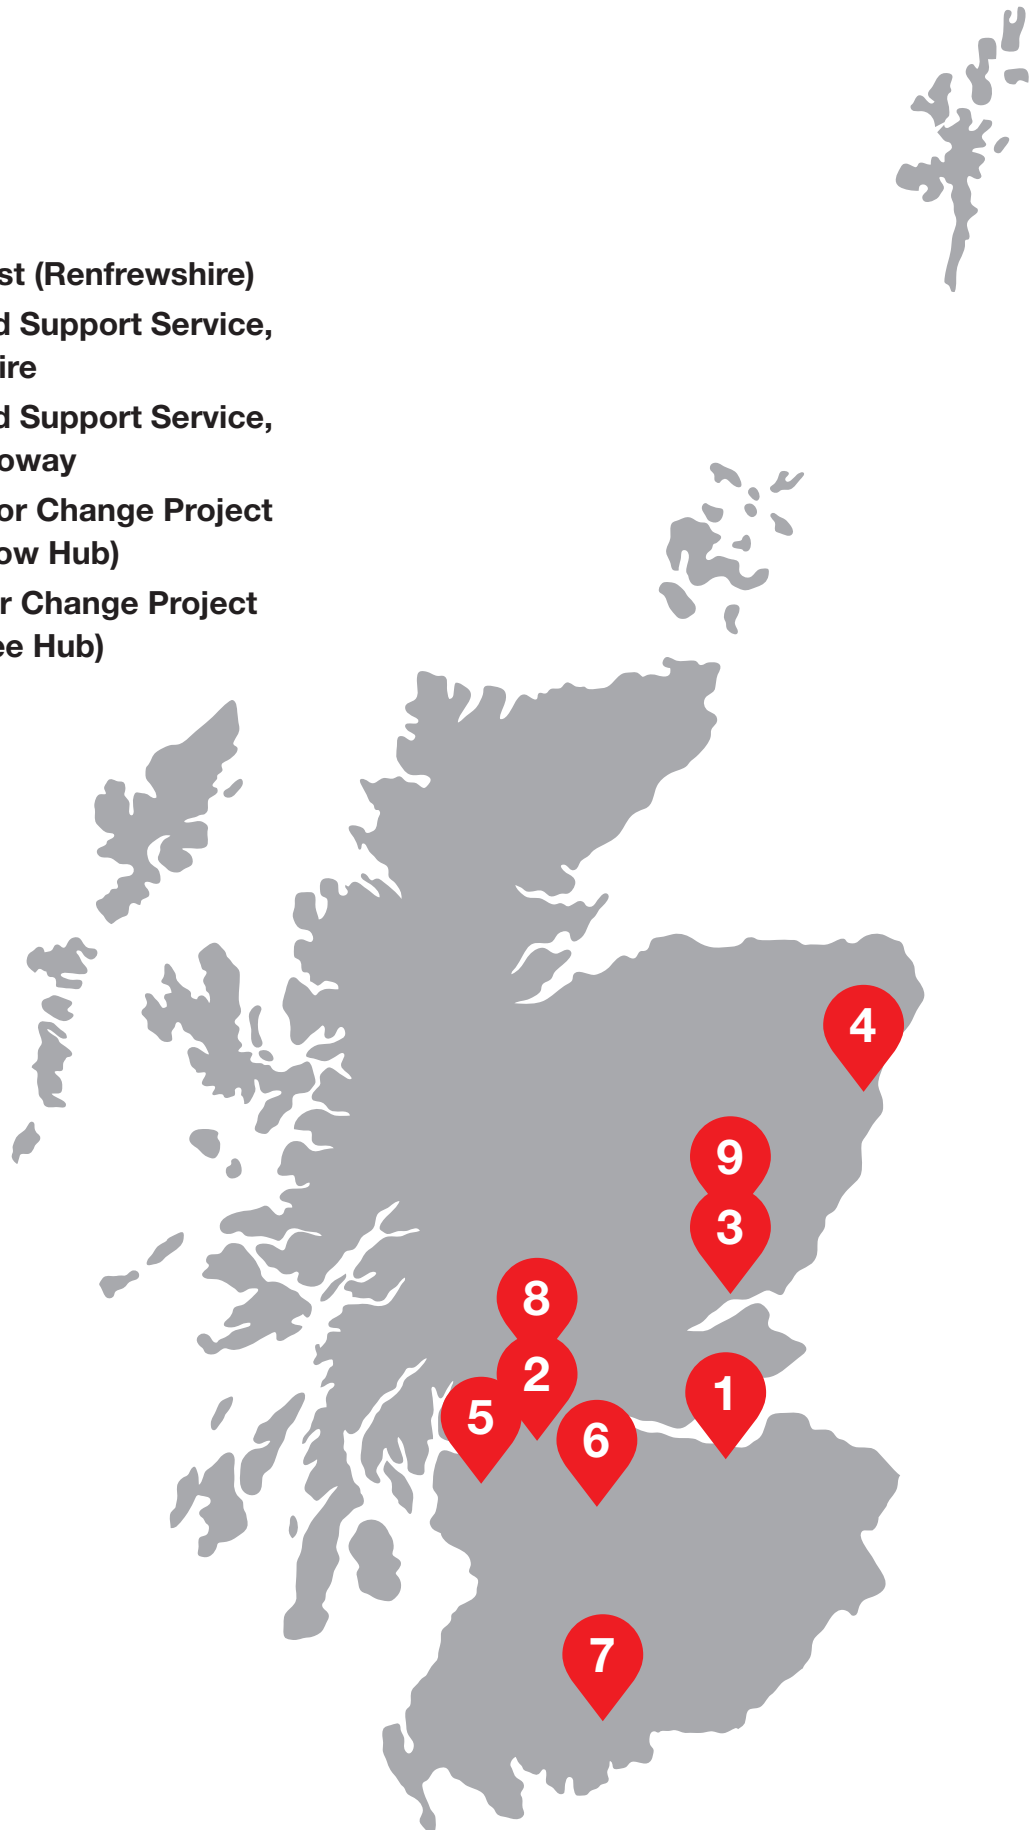 st (Renfrewshire)
d Support Service,
ire
d Support Service,
oway
or Change Project
ow Hub)
r Change Project
ee Hub)
4
9
3
8
2
1
5
6
7